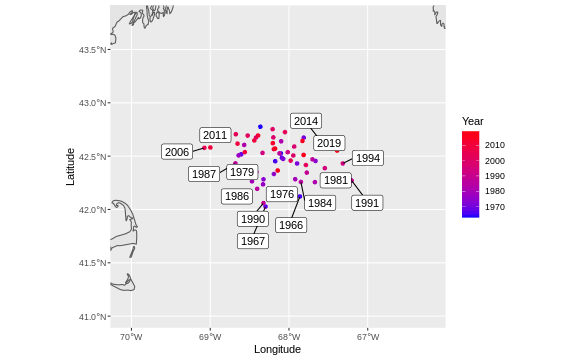 43.5°N
43.0°N
42.5°N
42.0°N
41.5°N
41.0°N
Latitude
2014
2011
2019
2006
1994
1987
1979
1981
1986
1976
1984
1991
1990
1966
1967
70°W
69°W
68°W
67°W
Longitude
Year
2010
2000
1990
1980
1970